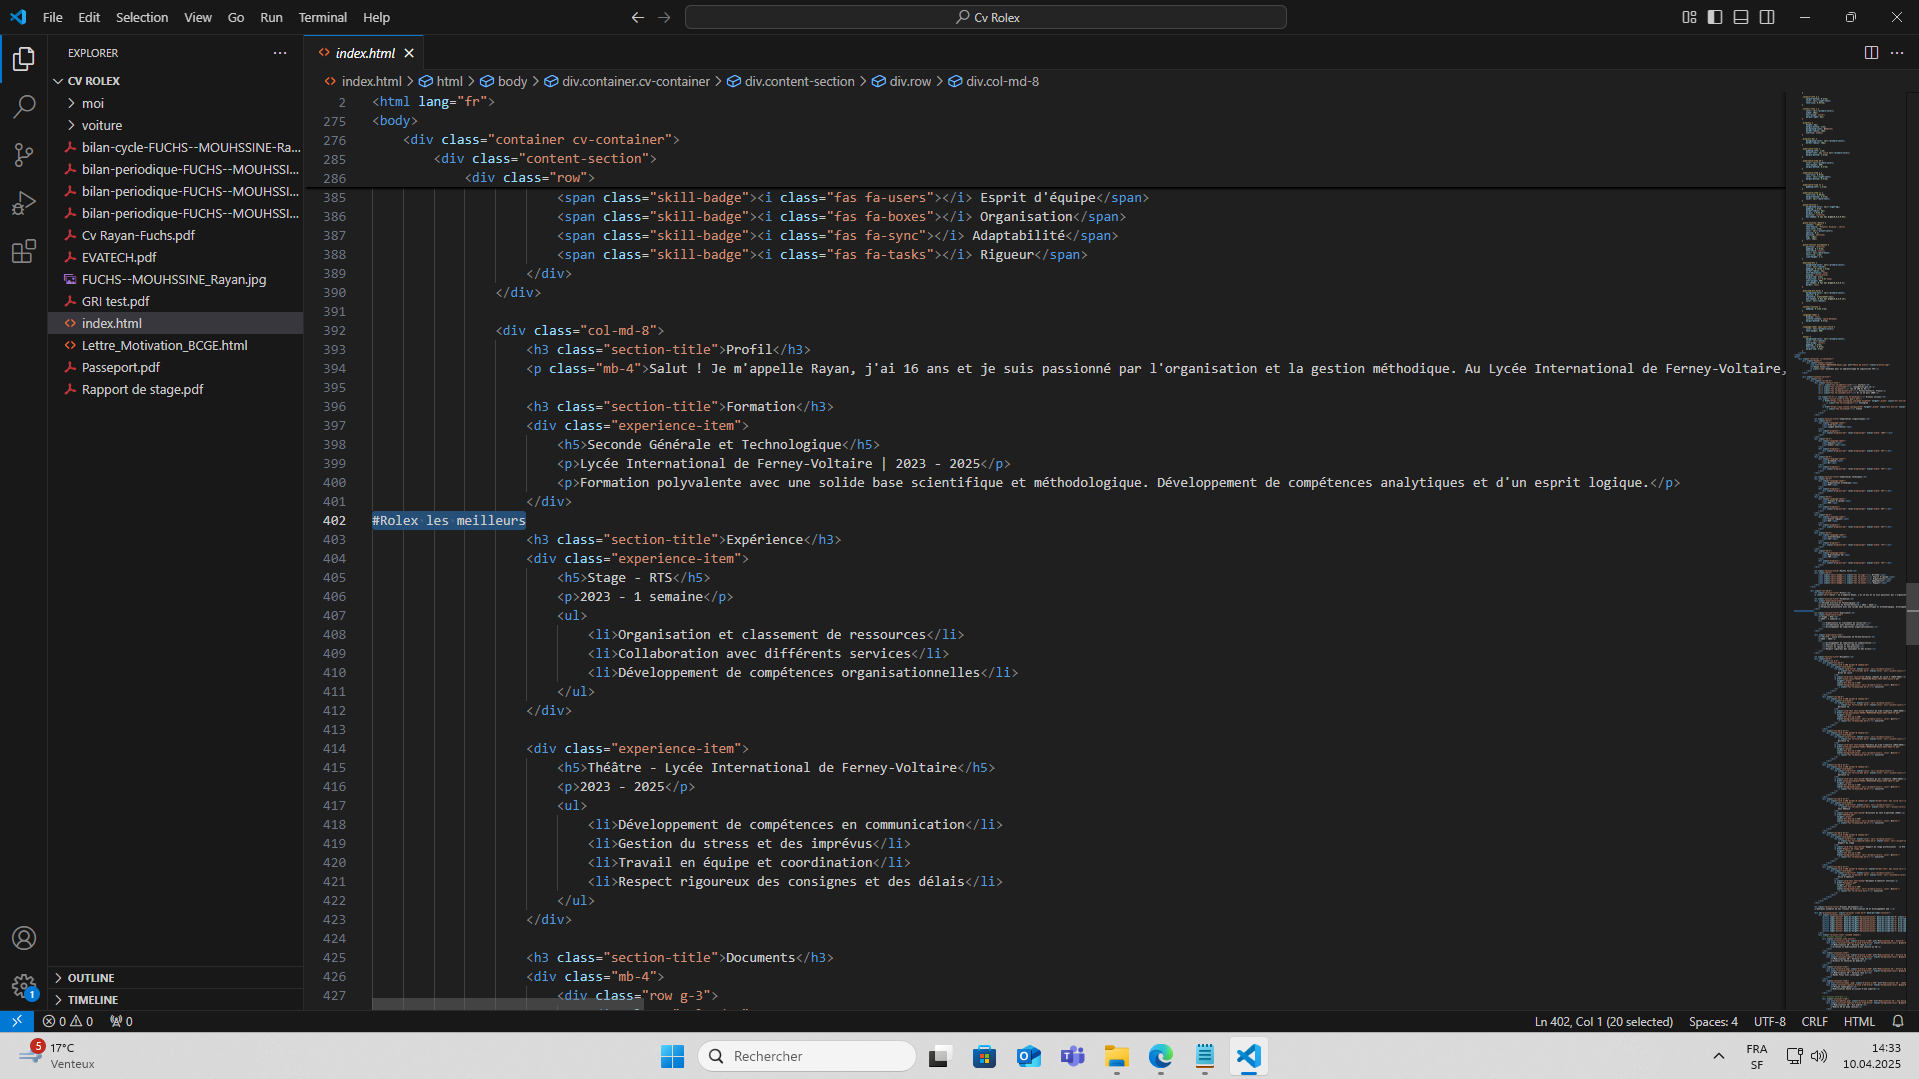 File Edit Selection View Go Run Terminal Help
Cv Rolex
EXPLORER
CV ROLEX
moi
voiture
bilan-cycle-FUCHS--MOUHSSINE-Ra...
bilan-periodique-FUCHS--MOUHSSI...
bilan-periodique-FUCHS--MOUHSSI...
bilan-periodique-FUCHS--MOUHSSI...
Cv Rayan-Fuchs.pdf
EVATECH.pdf
FUCHS--MOUHSSINE_Rayan.jpg
GRI test.pdf
index.html
Lettre_Motivation_BCGE.html
Passeport.pdf
Rapport de stage.pdf
OUTLINE
TIMELINE
index.html
index.html > html > body > div.container.cv-container > div.content-section > div.row > div.col-md-8
2 <html lang="fr">
275 <body>
276 <div class="container cv-container">
285 <div class="content-section">
286 <div class="row">
385 <span class="skill-badge"><i class="fas fa-users"></i> Esprit d'équipe</span>
386 <span class="skill-badge"><i class="fas fa-boxes"></i> Organisation</span>
387 <span class="skill-badge"><i class="fas fa-sync"></i> Adaptabilité</span>
388 <span class="skill-badge"><i class="fas fa-tasks"></i> Rigueur</span>
389 </div>
390 </div>
391
392 <div class="col-md-8">
393 <h3 class="section-title">Profil</h3>
394 <p class="mb-4">Salut ! Je m'appelle Rayan, j'ai 16 ans et je suis passionné par l'organisation et la gestion méthodique. Au Lycée International de Ferney-Voltaire,
395
396 <h3 class="section-title">Formation</h3>
397 <div class="experience-item">
398 <h5>Seconde Générale et Technologique</h5>
399 <p>Lycée International de Ferney-Voltaire | 2023 - 2025</p>
400 <p>Formation polyvalente avec une solide base scientifique et méthodologique. Développement de compétences analytiques et d'un esprit logique.</p>
401 </div>
402 #Rolex les meilleurs
403 <h3 class="section-title">Expérience</h3>
404 <div class="experience-item">
405 <h5>Stage - RTS</h5>
406 <p>2023 - 1 semaine</p>
407 <ul>
408 <li>Organisation et classement de ressources</li>
409 <li>Collaboration avec différents services</li>
410 <li>Développement de compétences organisationnelles</li>
411 </ul>
412 </div>
413
414 <div class="experience-item">
415 <h5>Théâtre - Lycée International de Ferney-Voltaire</h5>
416 <p>2023 - 2025</p>
417 <ul>
418 <li>Développement de compétences en communication</li>
419 <li>Gestion du stress et des imprévus</li>
420 <li>Travail en équipe et coordination</li>
421 <li>Respect rigoureux des consignes et des délais</li>
422 </ul>
423 </div>
424
425 <h3 class="section-title">Documents</h3>
426 <div class="mb-4">
427 <div class="row g-3">
1
0 0 0
Ln 402, Col 1 (20 selected) Spaces: 4 UTF-8 CRLF HTML
5
17°C
Venteux
Rechercher
FRA
SF
14:33
10.04.2025